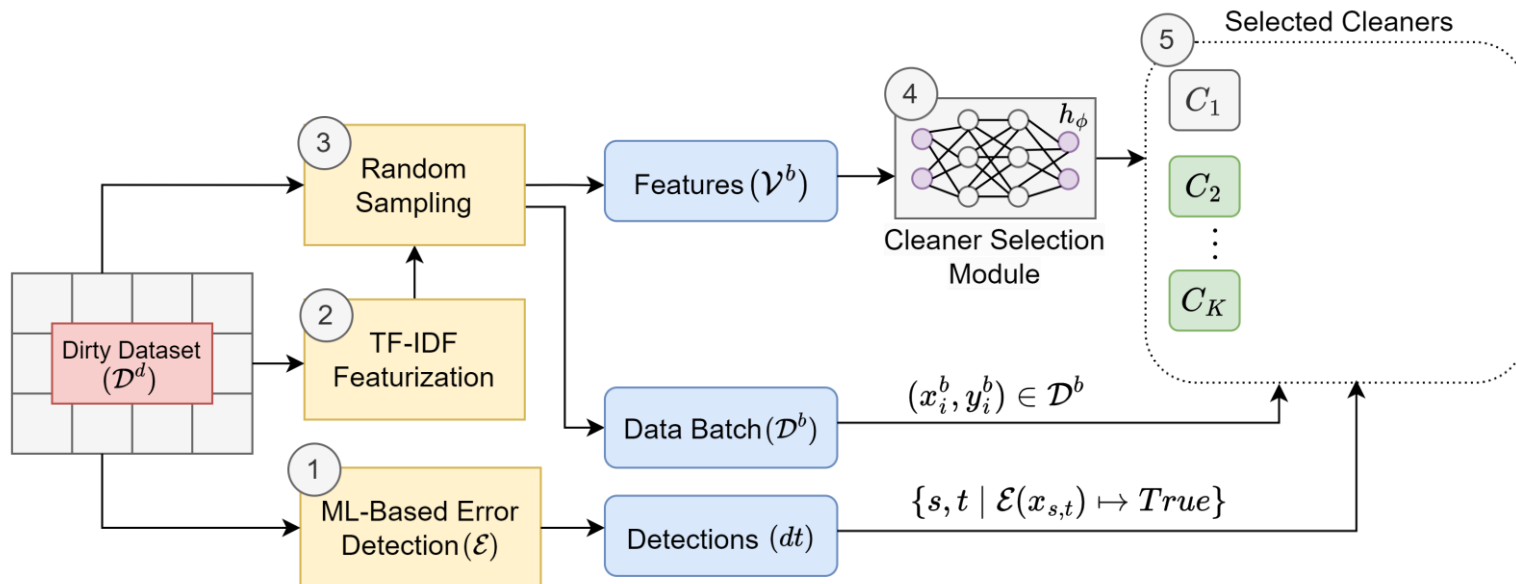 5
Selected Cleaners
C_1
C_2
⋮
C_K
4
h_ϕ
Cleaner Selection
Module
3
Random
Sampling
Features (𝒱^b)
2
TF-IDF
Featurization
Dirty Dataset
(𝒟^d)
Data Batch (𝒟^b)
(x_i^b, y_i^b) ∈ 𝒟^b
1
ML-Based Error
Detection (ℰ)
Detections (dt)
{s, t | ℰ(x_{s,t}) ↦ True}